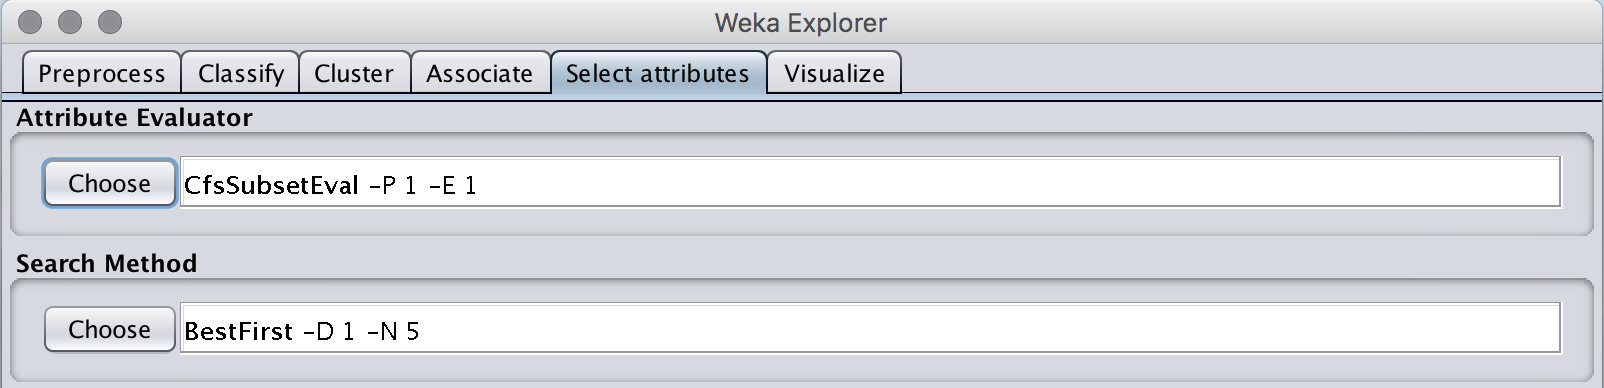 Weka Explorer
Preprocess Classify Cluster Associate Select attributes Visualize
Attribute Evaluator
Choose CfsSubsetEval -P 1 -E 1
Search Method
Choose BestFirst -D 1 -N 5